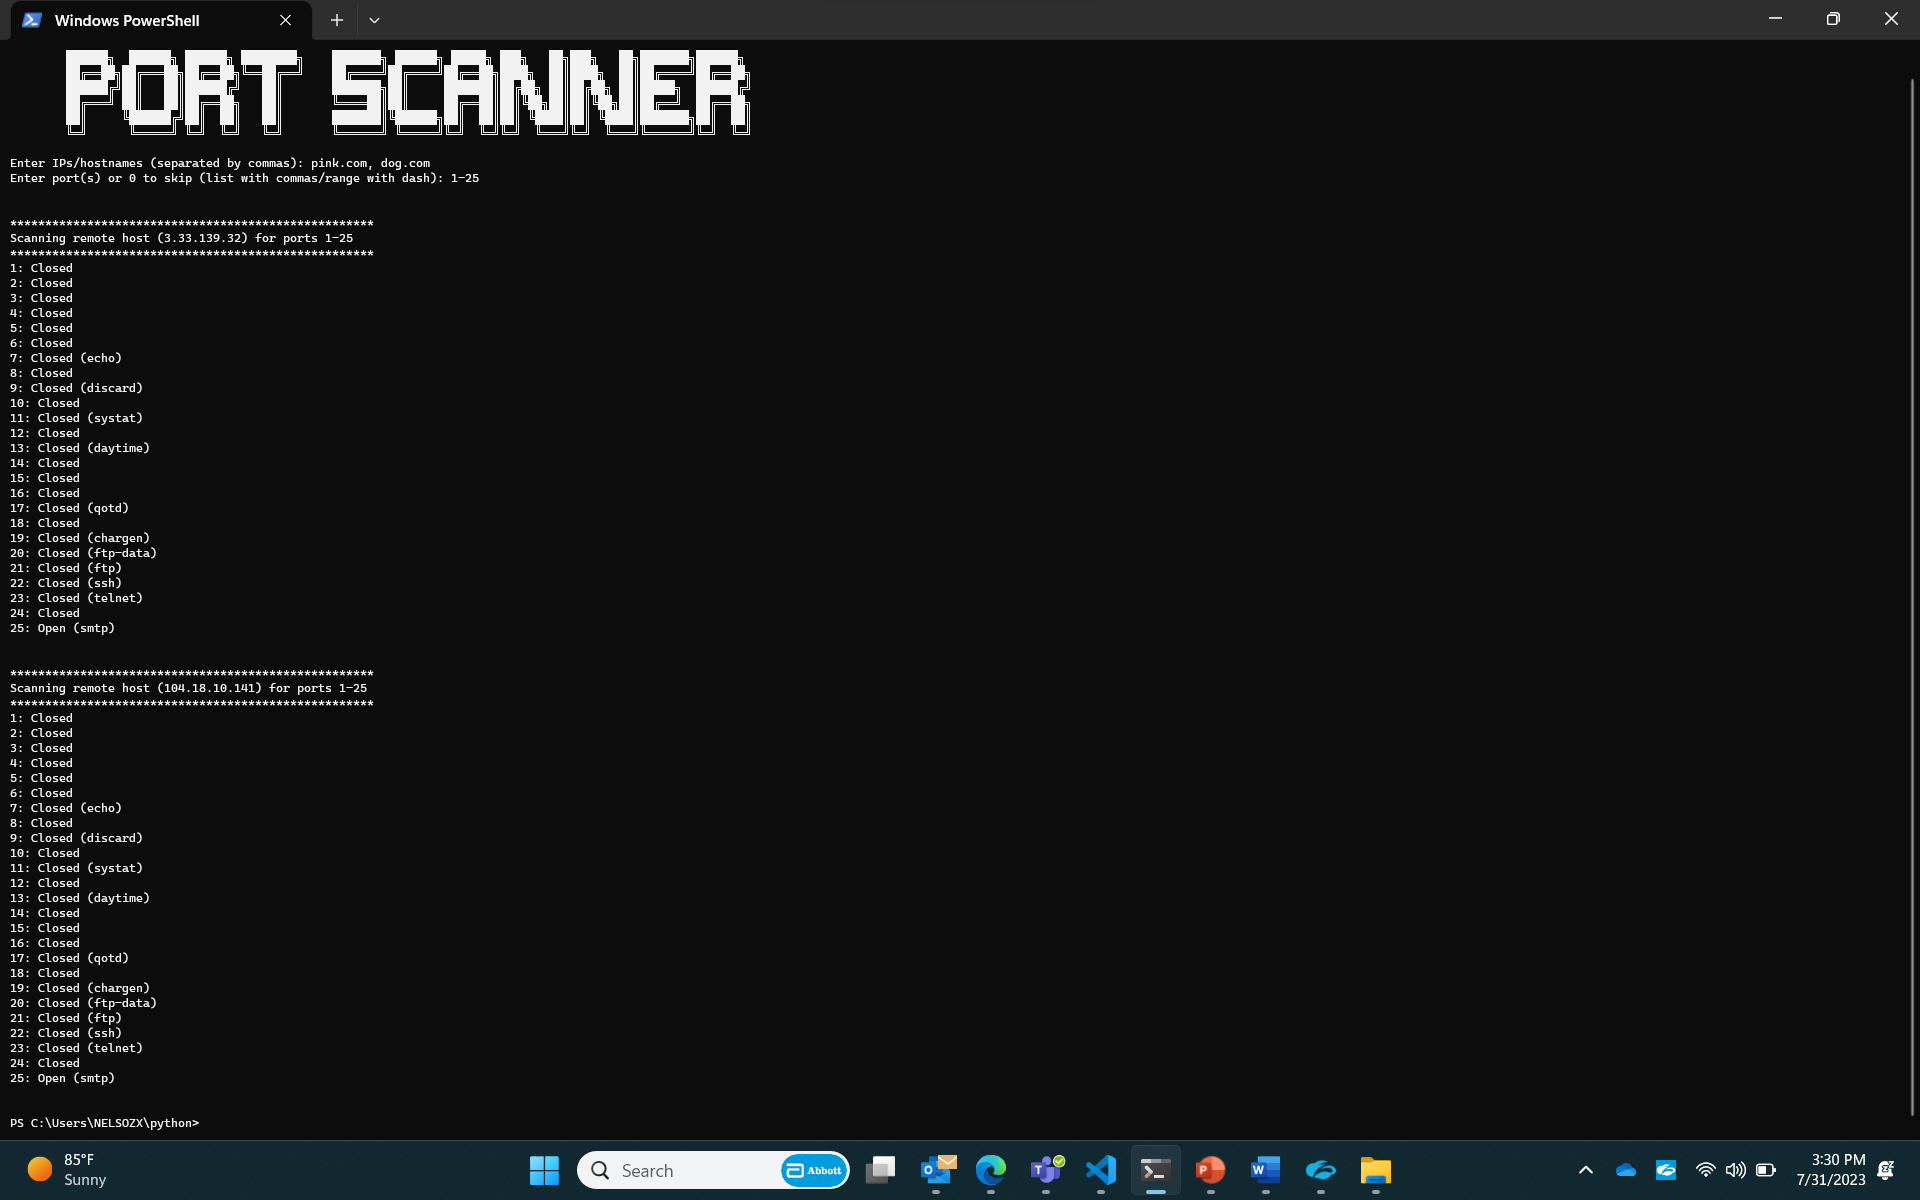 Windows PowerShell
PORT SCANNER
Enter IPs/hostnames (separated by commas): pink.com, dog.com
Enter port(s) or 0 to skip (list with commas/range with dash): 1-25
****************************************************
Scanning remote host (3.33.139.32) for ports 1-25
****************************************************
1: Closed
2: Closed
3: Closed
4: Closed
5: Closed
6: Closed
7: Closed (echo)
8: Closed
9: Closed (discard)
10: Closed
11: Closed (systat)
12: Closed
13: Closed (daytime)
14: Closed
15: Closed
16: Closed
17: Closed (qotd)
18: Closed
19: Closed (chargen)
20: Closed (ftp-data)
21: Closed (ftp)
22: Closed (ssh)
23: Closed (telnet)
24: Closed
25: Open (smtp)
****************************************************
Scanning remote host (104.18.10.141) for ports 1-25
****************************************************
1: Closed
2: Closed
3: Closed
4: Closed
5: Closed
6: Closed
7: Closed (echo)
8: Closed
9: Closed (discard)
10: Closed
11: Closed (systat)
12: Closed
13: Closed (daytime)
14: Closed
15: Closed
16: Closed
17: Closed (qotd)
18: Closed
19: Closed (chargen)
20: Closed (ftp-data)
21: Closed (ftp)
22: Closed (ssh)
23: Closed (telnet)
24: Closed
25: Open (smtp)
PS C:\Users\NELSOZX\python>
85°F
Sunny
Search
Abbott
3:30 PM
7/31/2023